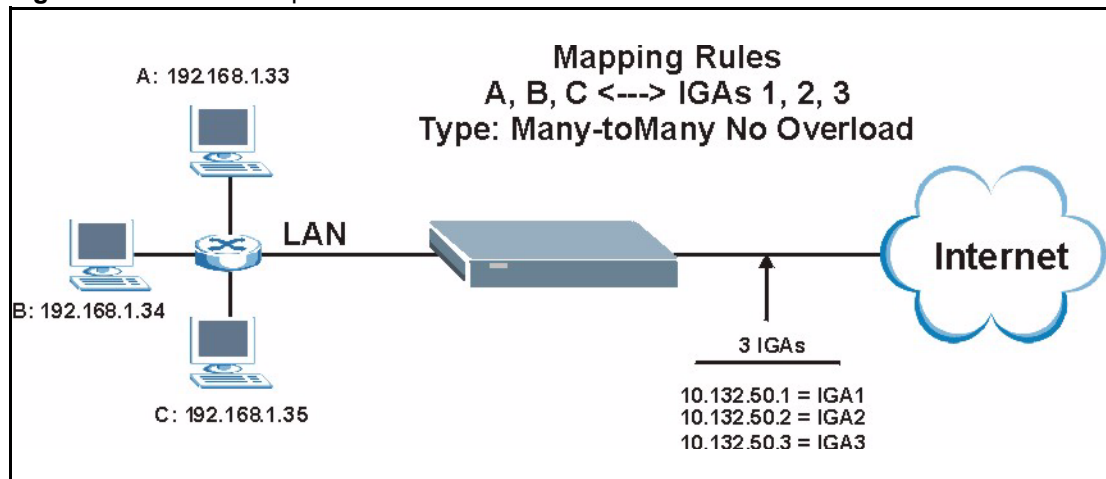 Mapping Rules
A, B, C <---> IGAs 1, 2, 3
Type: Many-toMany No Overload
A: 192.168.1.33
LAN
B: 192.168.1.34
C: 192.168.1.35
Internet
3 IGAs
10.132.50.1 = IGA1
10.132.50.2 = IGA2
10.132.50.3 = IGA3